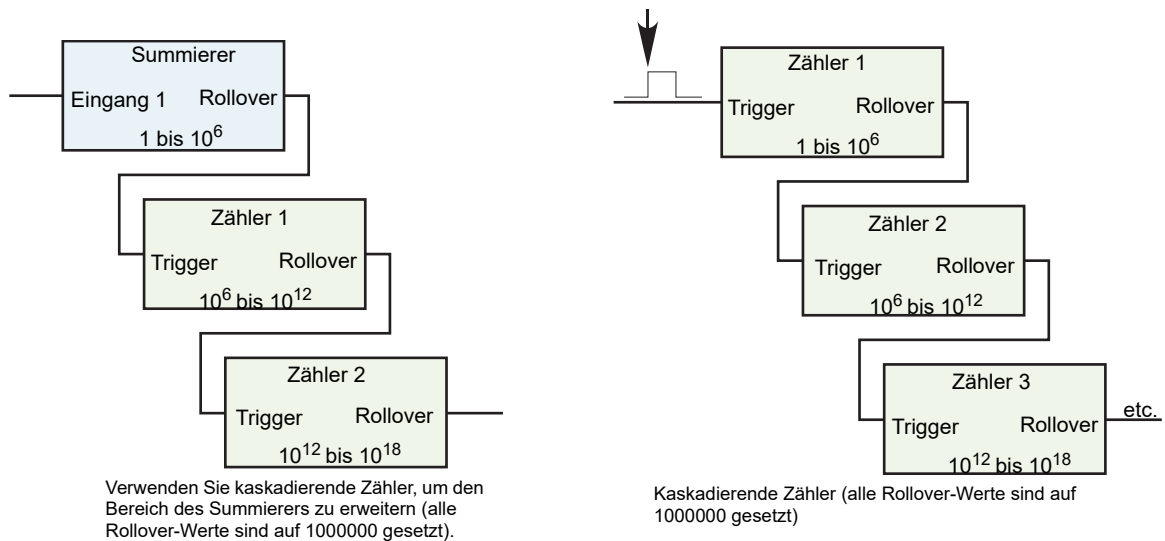 Summierer
Eingang 1 Rollover
1 bis 10⁶
Zähler 1
Trigger Rollover
10⁶ bis 10¹²
Zähler 2
Trigger Rollover
10¹² bis 10¹⁸
Verwenden Sie kaskadierende Zähler, um den
Bereich des Summierers zu erweitern (alle
Rollover-Werte sind auf 1000000 gesetzt).
Zähler 1
Trigger Rollover
1 bis 10⁶
Zähler 2
Trigger Rollover
10⁶ bis 10¹²
Zähler 3
Trigger Rollover
10¹² bis 10¹⁸
etc.
Kaskadierende Zähler (alle Rollover-Werte sind auf
1000000 gesetzt)